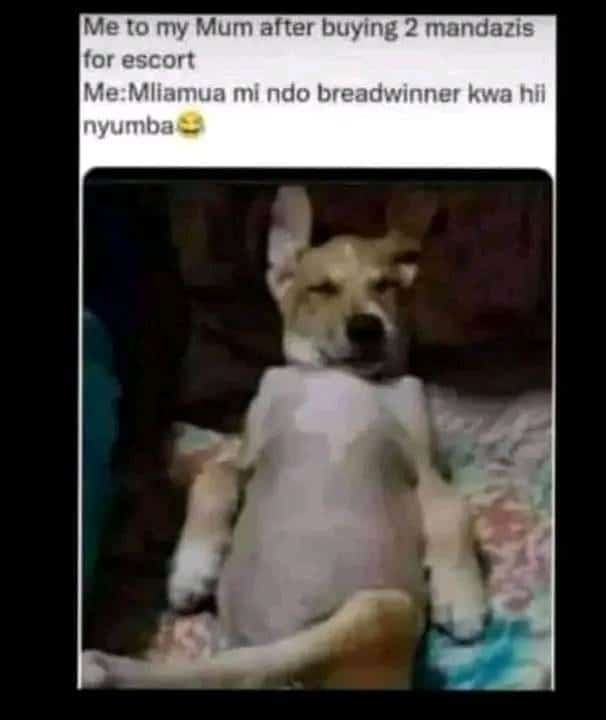 Me to my Mum after buying 2 mandazis
for escort
Me:Mliamua mi ndo breadwinner kwa hii
nyumba😂